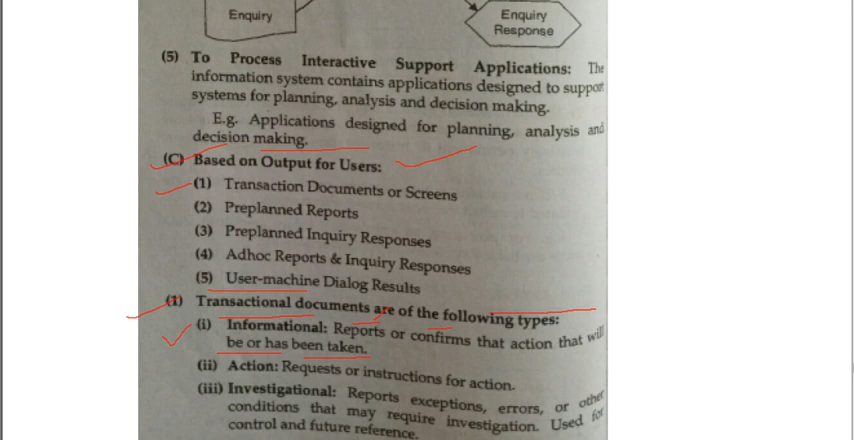 Enquiry
Enquiry
Response
(5) To Process Interactive Support Applications: The
information system contains applications designed to support
systems for planning, analysis and decision making.
E.g. Applications designed for planning, analysis and
decision making.
(C) Based on Output for Users:
(1) Transaction Documents or Screens
(2) Preplanned Reports
(3) Preplanned Inquiry Responses
(4) Adhoc Reports & Inquiry Responses
(5) User-machine Dialog Results
(1) Transactional documents are of the following types:
(i) Informational: Reports or confirms that action that will
be or has been taken.
(ii) Action: Requests or instructions for action.
(iii) Investigational: Reports exceptions, errors, or other
conditions that may require investigation. Used for
control and future reference.